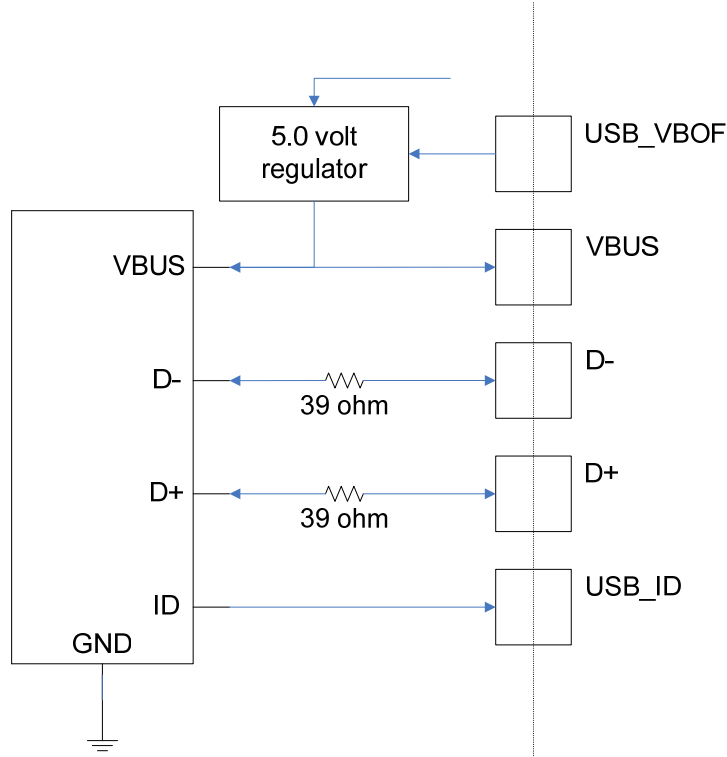 5.0 volt
regulator
USB_VBOF
VBUS
VBUS
D-
D-
39 ohm
D+
D+
39 ohm
ID
USB_ID
GND